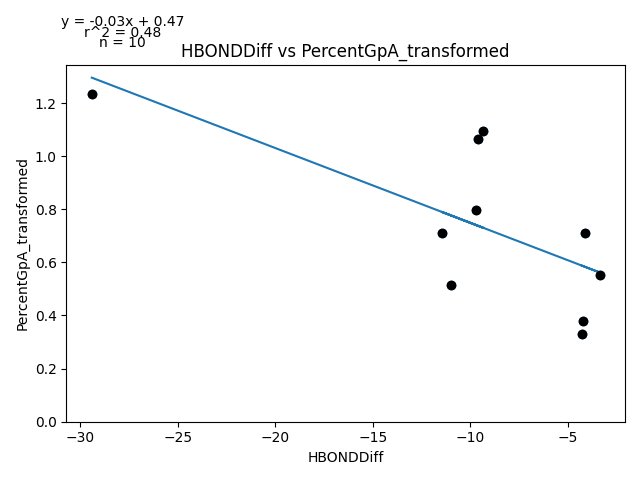 y = -0.03x + 0.47
r^2 = 0.48
n = 10
HBONDDiff vs PercentGpA_transformed
PercentGpA_transformed
1.2
1.0
0.8
0.6
0.4
0.2
0.0
−30 −25 −20 −15 −10 −5
HBONDDiff